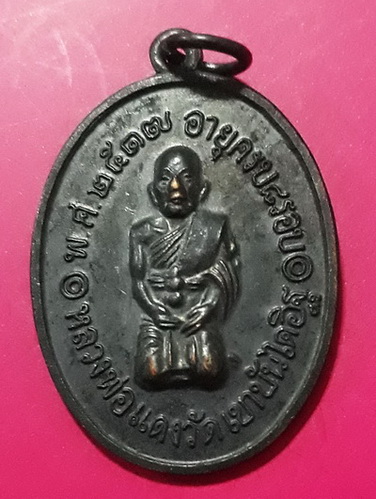 พ.ศ.๒๕๑๗ อายุครบ๘รอบ
หลวงพ่อแดงวัดเขาบันไดอิฐ